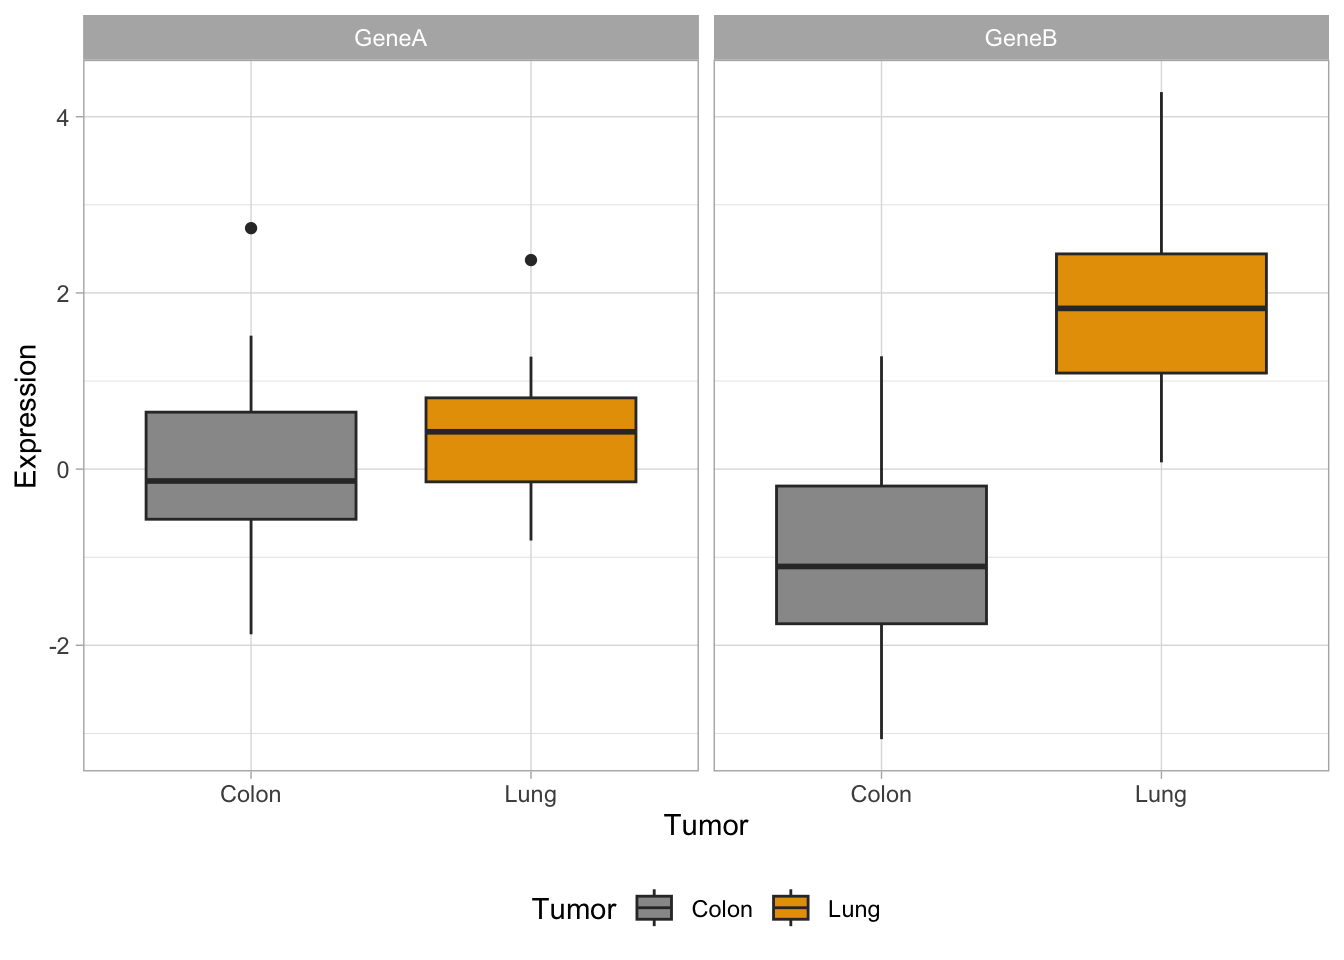 GeneA
GeneB
Expression
4
2
0
-2
Colon
Lung
Colon
Lung
Tumor
Tumor Colon Lung